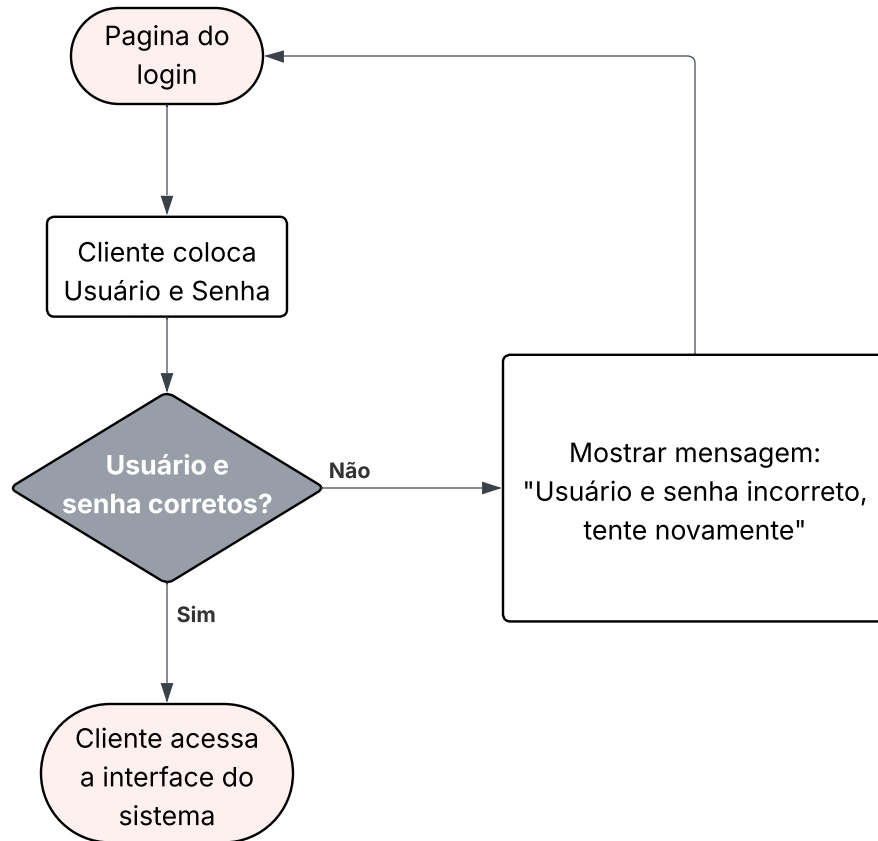 Pagina do
login
Cliente coloca
Usuário e Senha
Usuário e
senha corretos?
Não
Mostrar mensagem:
"Usuário e senha incorreto,
tente novamente"
Sim
Cliente acessa
a interface do
sistema